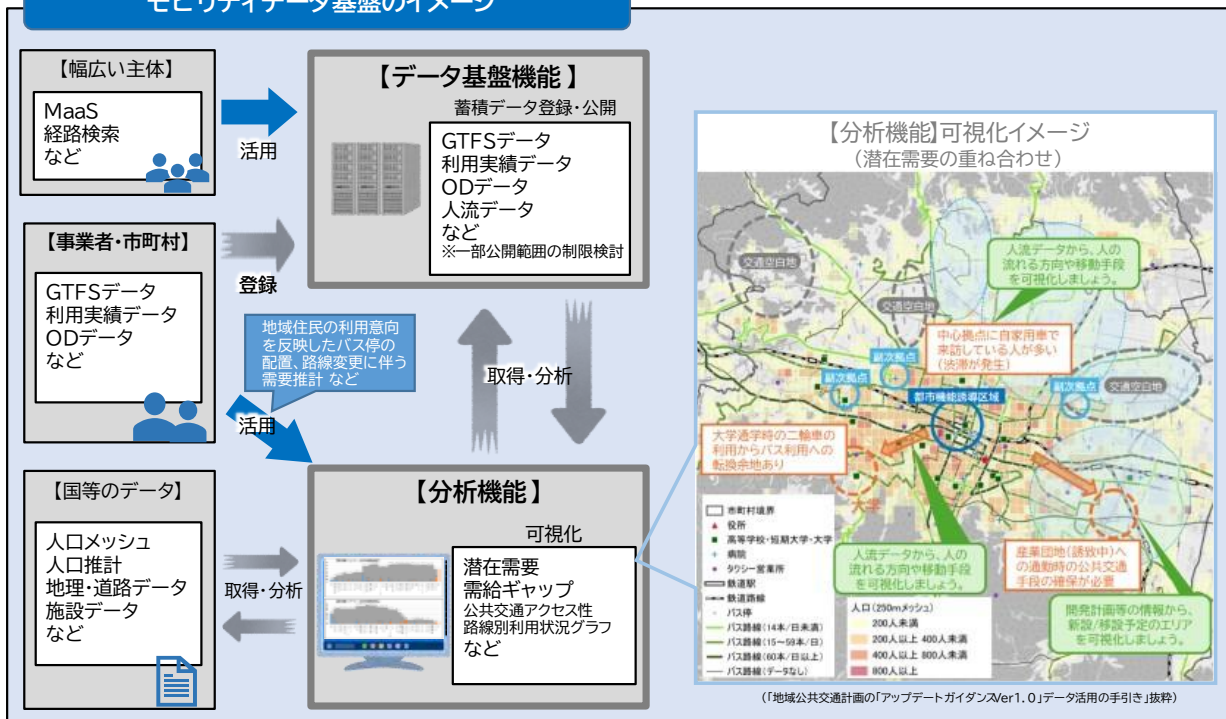 モビリティデータ基盤のイメージ
【幅広い主体】
MaaS
経路検索
など
活用
【データ基盤機能】
蓄積データ登録・公開
GTFSデータ
利用実績データ
ODデータ
人流データ
など
※一部公開範囲の制限検討
【事業者・市町村】
GTFSデータ
利用実績データ
ODデータ
など
登録
地域住民の利用意向
を反映したバス停の
配置、路線変更に伴う
需要推計 など
活用
取得・分析
【国等のデータ】
人口メッシュ
人口推計
地理・道路データ
施設データ
など
取得・分析
【分析機能】
可視化
潜在需要
需給ギャップ
公共交通アクセス性
路線別利用状況グラフ
など
【分析機能】可視化イメージ
（潜在需要の重ね合わせ）
交通空白地
交通空白地
人流データから、人の
流れる方向や移動手段
を可視化しましょう。
中心拠点に自家用車で
来訪している人が多い
（渋滞が発生）
副次拠点
副次拠点
副次拠点
交通空白地
都市機能誘導区域
大学通学時の二輪車の
利用からバス利用への
転換余地あり
大学
人流データから、人の
流れる方向や移動手段
を可視化しましょう。
産業団地（誘致中）へ
の通勤時の公共交通
手段の確保が必要
開発計画等の情報から、
新設/移設予定のエリア
を可視化しましょう。
市町村境界
役所
高等学校・短期大学・大学
病院
タクシー営業所
鉄道駅
鉄道路線
バス停
バス路線（14本/日未満）
バス路線（15～59本/日）
バス路線（60本/日以上）
バス路線（データなし）
人口（250mメッシュ）
200人未満
200人以上 400人未満
400人以上 800人未満
800人以上
（「地域公共交通計画の「アップデートガイダンスVer1.0」データ活用の手引き」抜粋）